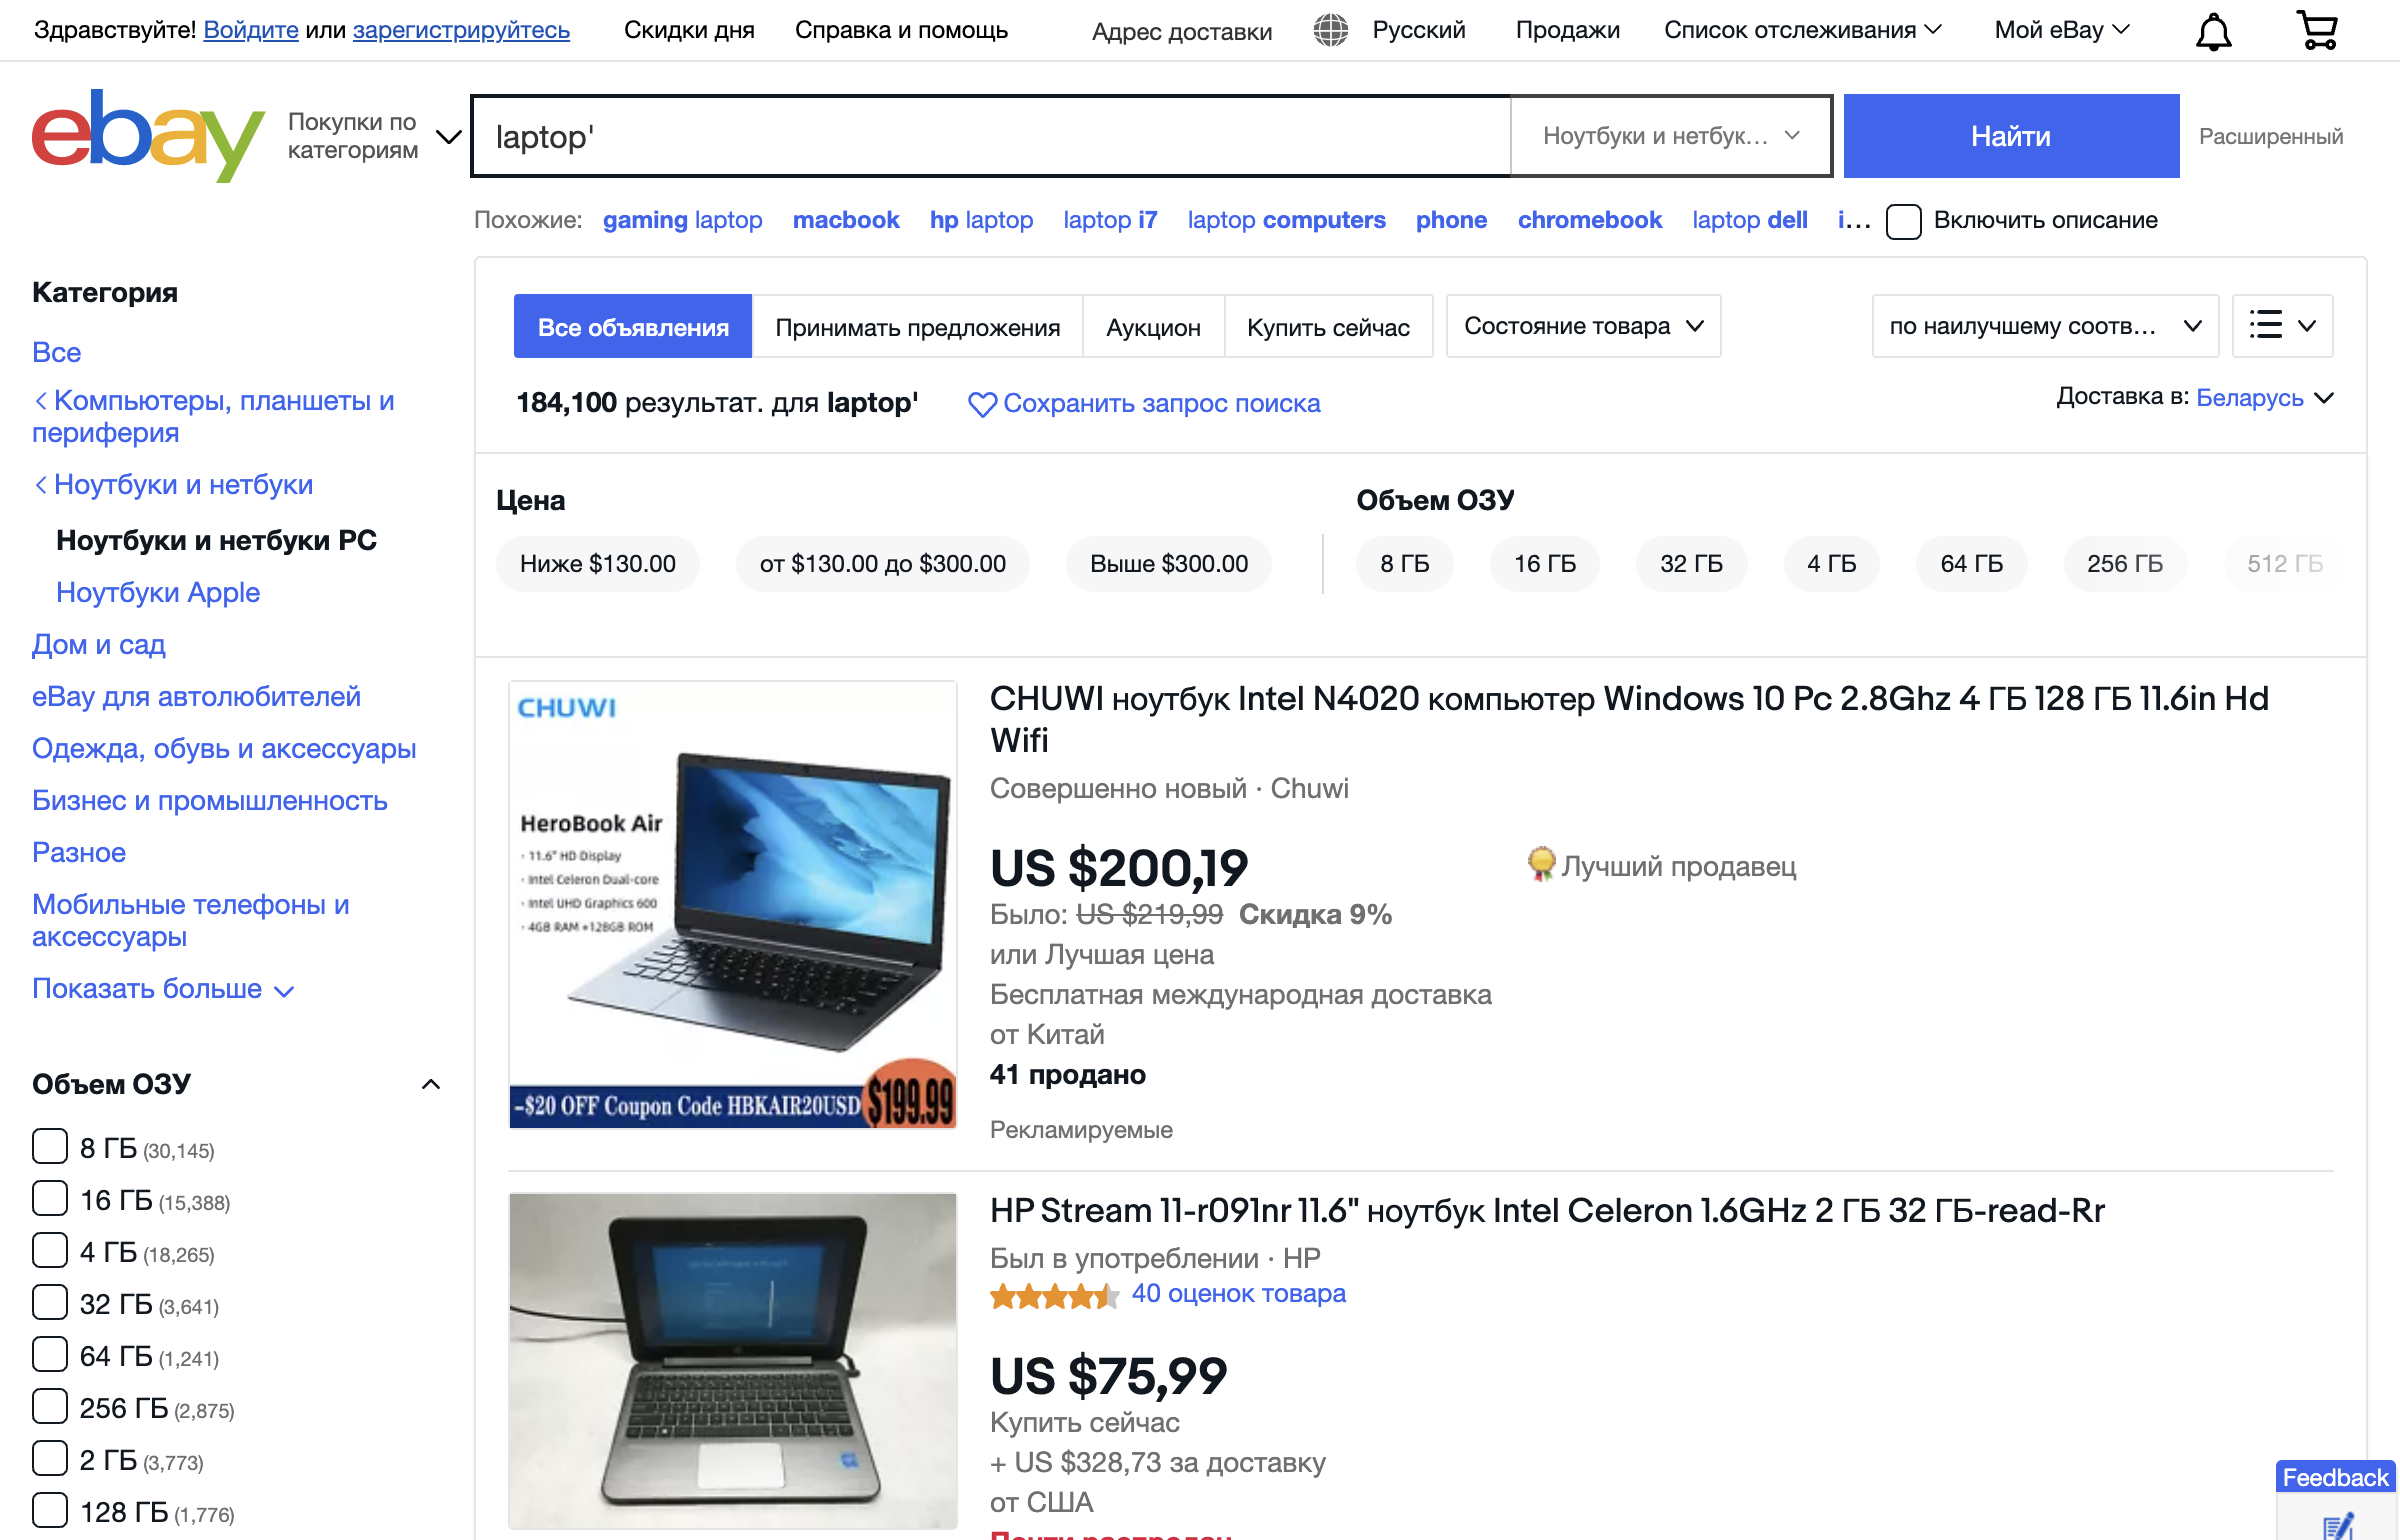 Здравствуйте! Войдите или зарегистрируйтесь Скидки дня Справка и помощь Адрес доставки Русский Продажи Список отслеживания Мой eBay
ebay
Покупки по
категориям
laptop'
Ноутбуки и нетбук...
Найти
Расширенный
Похожие: gaming laptop macbook hp laptop laptop i7 laptop computers phone chromebook laptop dell i... Включить описание
Категория
Все
Компьютеры, планшеты и
периферия
Ноутбуки и нетбуки
Ноутбуки и нетбуки PC
Ноутбуки Apple
Дом и сад
eBay для автолюбителей
Одежда, обувь и аксессуары
Бизнес и промышленность
Разное
Мобильные телефоны и
аксессуары
Показать больше
Объем ОЗУ
8 ГБ (30,145)
16 ГБ (15,388)
4 ГБ (18,265)
32 ГБ (3,641)
64 ГБ (1,241)
256 ГБ (2,875)
2 ГБ (3,773)
128 ГБ (1,776)
Все объявления Принимать предложения Аукцион Купить сейчас Состояние товара по наилучшему соотв...
184,100 результат. для laptop' Сохранить запрос поиска
Доставка в: Беларусь
Цена
Ниже $130.00 от $130.00 до $300.00 Выше $300.00
Объем ОЗУ
8 ГБ 16 ГБ 32 ГБ 4 ГБ 64 ГБ 256 ГБ 512 ГБ
CHUWI
HeroBook Air
· 11.6" HD Display
· Intel Celeron Dual-core
· Intel UHD Graphics 600
· 4GB RAM+128GB ROM
-$20 OFF Coupon Code HBKAIR20USD $199.99
CHUWI ноутбук Intel N4020 компьютер Windows 10 Pc 2.8Ghz 4 ГБ 128 ГБ 11.6in Hd
Wifi
Совершенно новый · Chuwi
US $200,19
Лучший продавец
Было: US $219,99 Скидка 9%
или Лучшая цена
Бесплатная международная доставка
от Китай
41 продано
Рекламируемые
HP Stream 11-r091nr 11.6" ноутбук Intel Celeron 1.6GHz 2 ГБ 32 ГБ-read-Rr
Был в употреблении · HP
40 оценок товара
US $75,99
Купить сейчас
+ US $328,73 за доставку
от США
Почти распродан
Feedback